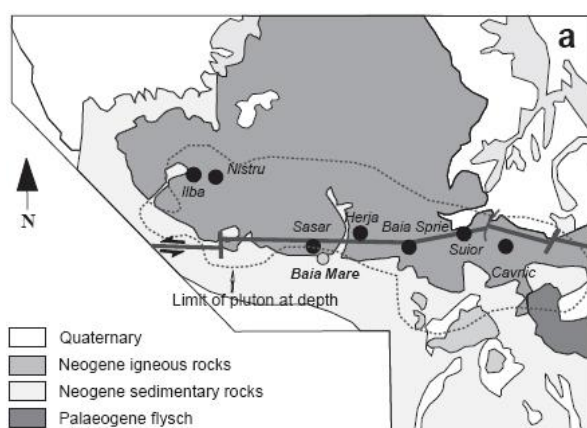 a
Nistru
Ilba
N
Sasar
Herja
Baia Sprie
Suior
Cavnic
Baia Mare
Limit of pluton at depth
Quaternary
Neogene igneous rocks
Neogene sedimentary rocks
Palaeogene flysch